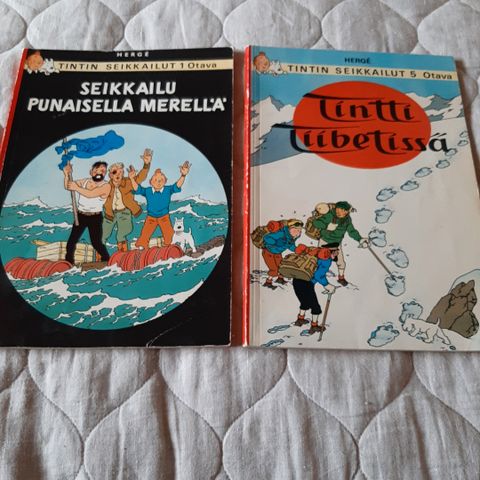 HERGÉ
TINTIN SEIKKAILUT 1 Otava
SEIKKAILU
PUNAISELLA MERELLÄ
HERGÉ
TINTIN SEIKKAILUT 5 Otava
Tintti
Tiibetissä